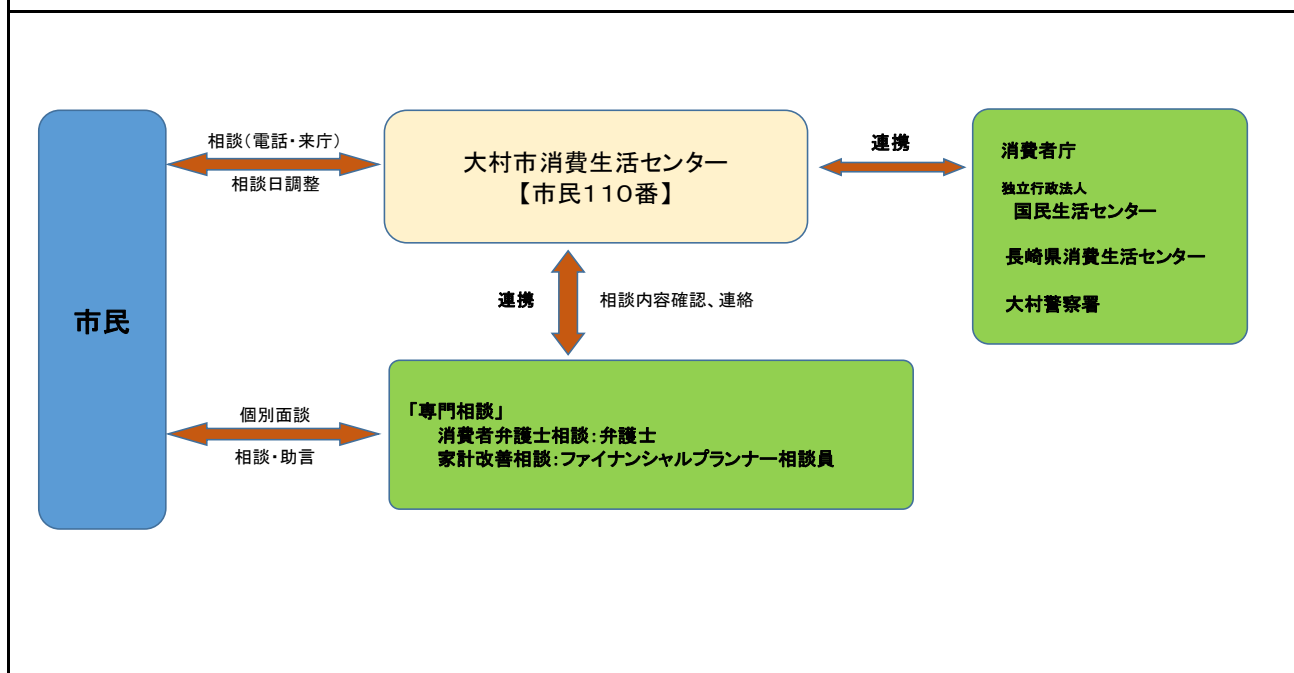 市民
相談（電話・来庁）
相談日調整
大村市消費生活センター
【市民１１０番】
連携
消費者庁
独立行政法人
国民生活センター
長崎県消費生活センター
大村警察署
連携
相談内容確認、連絡
個別面談
相談・助言
「専門相談」
消費者弁護士相談：弁護士
家計改善相談：ファイナンシャルプランナー相談員